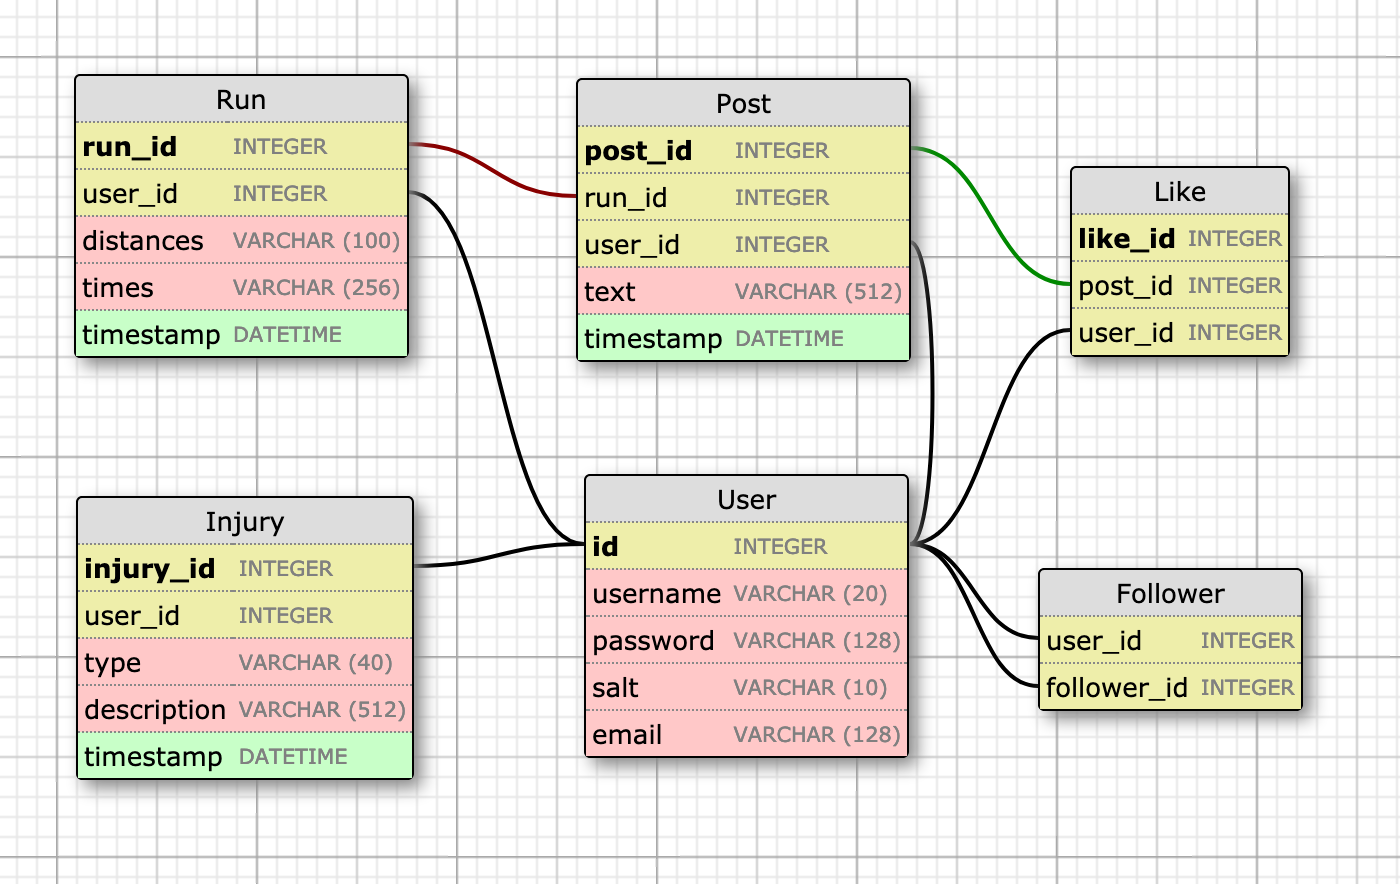 Run
run_id INTEGER
user_id INTEGER
distances VARCHAR (100)
times VARCHAR (256)
timestamp DATETIME
Post
post_id INTEGER
run_id INTEGER
user_id INTEGER
text VARCHAR (512)
timestamp DATETIME
Like
like_id INTEGER
post_id INTEGER
user_id INTEGER
Injury
injury_id INTEGER
user_id INTEGER
type VARCHAR (40)
description VARCHAR (512)
timestamp DATETIME
User
id INTEGER
username VARCHAR (20)
password VARCHAR (128)
salt VARCHAR (10)
email VARCHAR (128)
Follower
user_id INTEGER
follower_id INTEGER